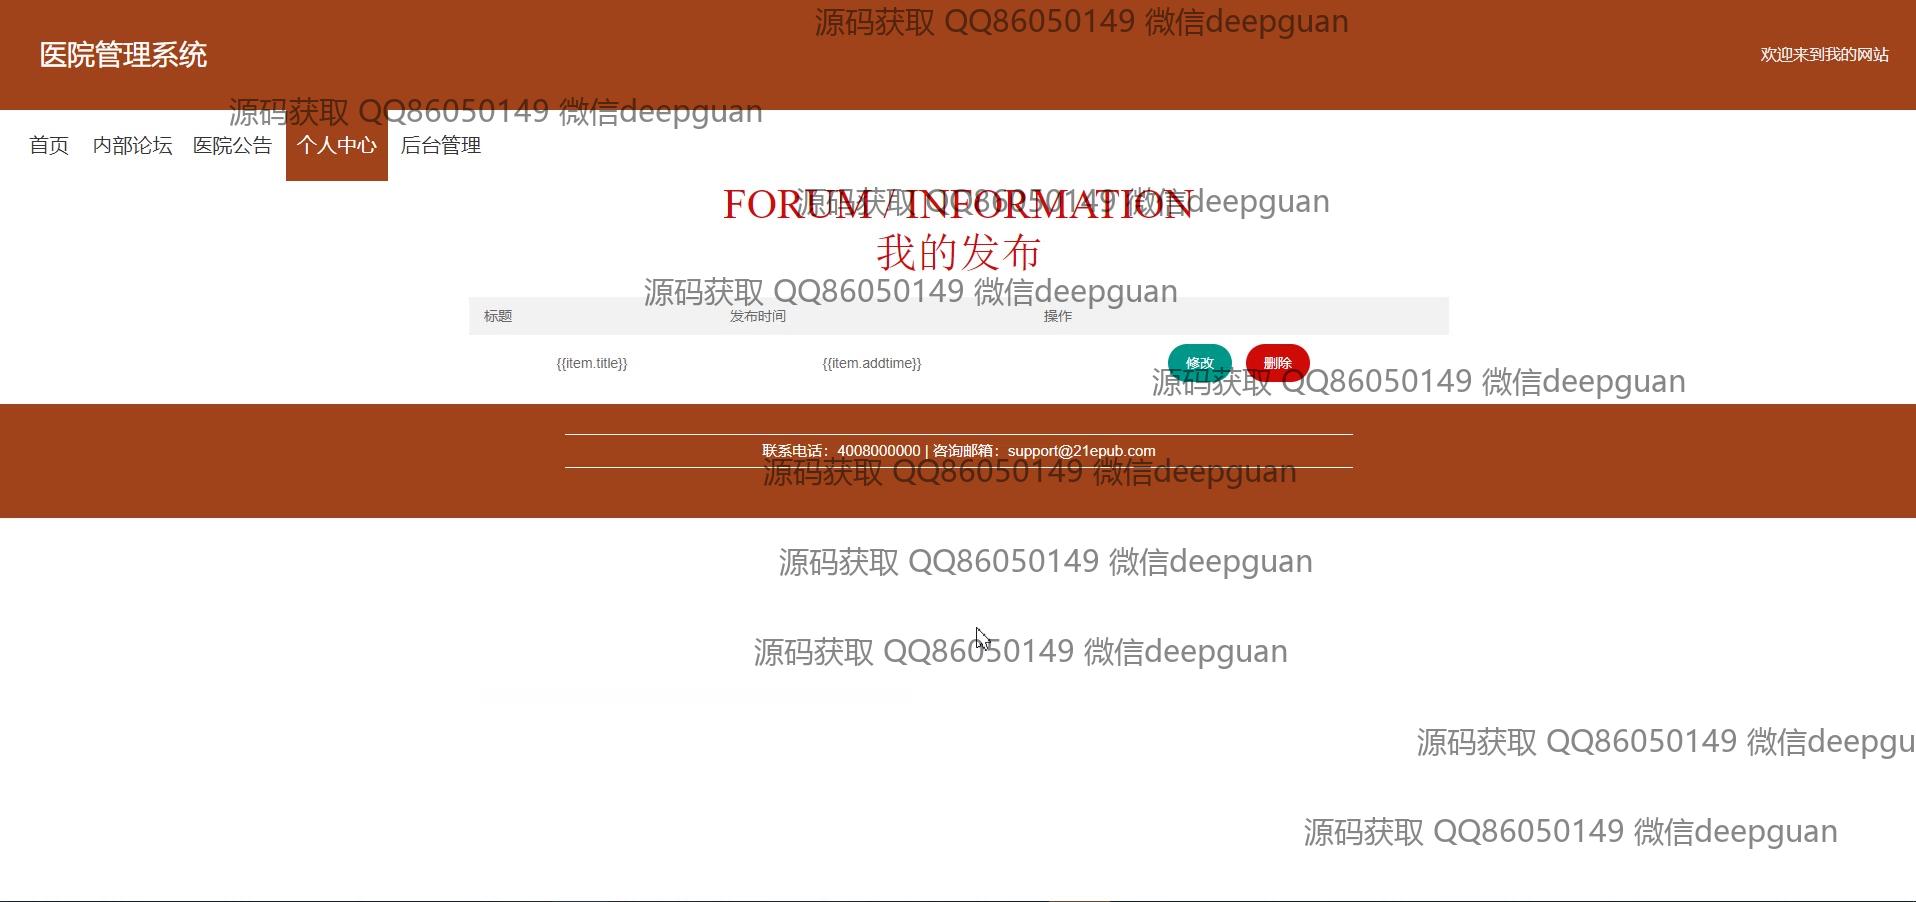 源码获取 QQ86050149 微信deepguan
医院管理系统
欢迎来到我的网站
源码获取 QQ86050149 微信deepguan
首页 内部论坛 医院公告 个人中心 后台管理
FORUM / INFORMATION
源码获取 QQ86050149 微信deepguan
我的发布
源码获取 QQ86050149 微信deepguan
标题 发布时间 操作
{{item.title}} {{item.addtime}} 修改 删除
源码获取 QQ86050149 微信deepguan
联系电话：4008000000 | 咨询邮箱：support@21epub.com
源码获取 QQ86050149 微信deepguan
源码获取 QQ86050149 微信deepguan
源码获取 QQ86050149 微信deepguan
源码获取 QQ86050149 微信deepgu
源码获取 QQ86050149 微信deepguan